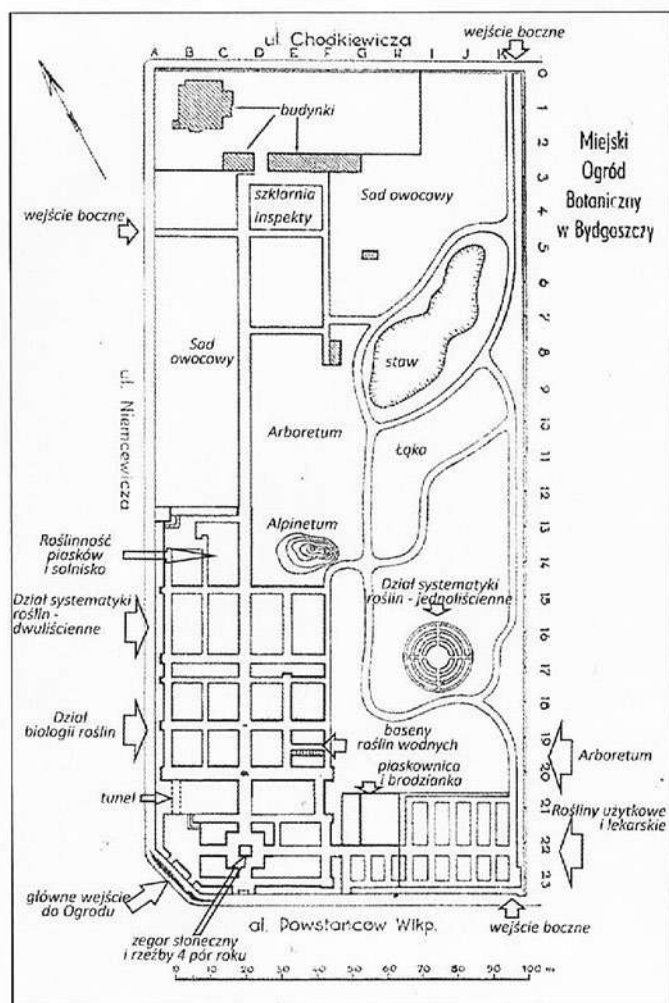 ul. Chodkiewicza
wejście boczne
A B C D E F G H I J K
0
1
2
3
4
5
6
7
8
9
10
11
12
13
14
15
16
17
18
19
20
21
22
23
Miejski
Ogród
Botaniczny
w Bydgoszczy
budynki
szklarnia
inspekty
Sad owocowy
wejście boczne
Sad
owocowy
ul. Niemcewicza
staw
Arboretum
Łąka
Alpinetum
Roślinność
piasków
i solnisko
Dział systematyki
roślin -
dwuliścienne
Dział systematyki
roślin - jednoliścienne
Dział
biologii roślin
baseny
roślin wodnych
Arboretum
piaskownica
i brodzianka
tunel
Rośliny użytkowe
i lekarskie
główne wejście
do Ogrodu
al. Powstańcow Wlkp.
wejście boczne
zegar słoneczny
i rzeźby 4 pór roku
0 10 20 30 40 50 60 70 80 90 100 m